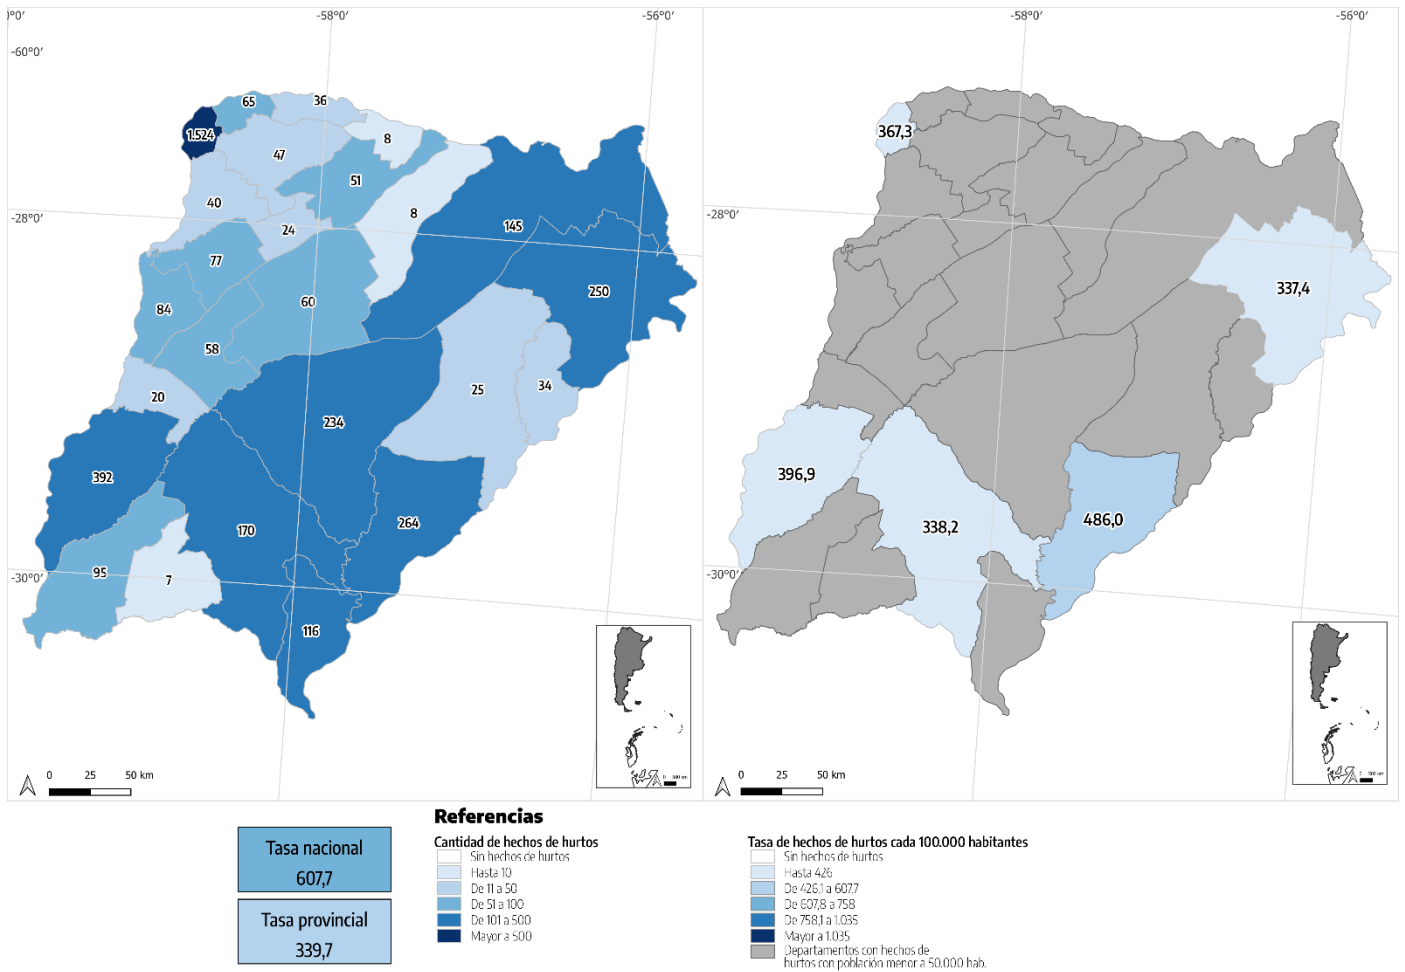 -58°0'
-56°0'
-60°0'
65
36
1.524
8
47
51
40
8
24
-28°0'
145
77
250
60
84
58
25
34
20
234
392
264
170
95
7
-30°0'
116
0 25 50 km
-58°0'
-56°0'
367,3
-28°0'
337,4
396,9
486,0
338,2
-30°0'
0 25 50 km
Tasa nacional
607,7
Tasa provincial
339,7
Referencias
Cantidad de hechos de hurtos
Sin hechos de hurtos
Hasta 10
De 11 a 50
De 51 a 100
De 101 a 500
Mayor a 500
Tasa de hechos de hurtos cada 100.000 habitantes
Sin hechos de hurtos
Hasta 426
De 426,1 a 607,7
De 607,8 a 758
De 758,1 a 1.035
Mayor a 1.035
Departamentos con hechos de
hurtos con población menor a 50.000 hab.